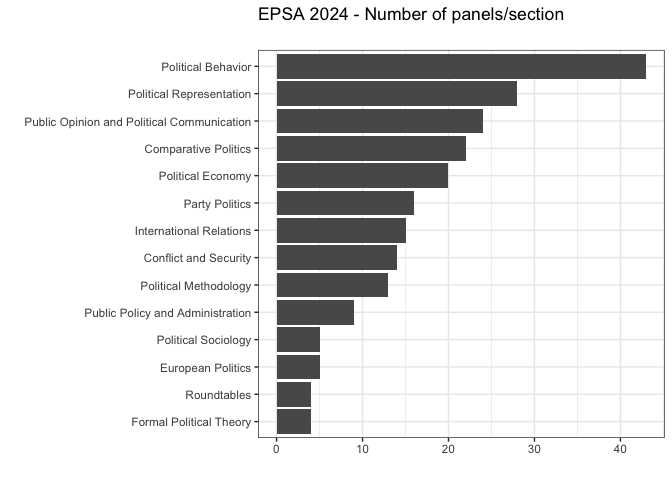 EPSA 2024 - Number of panels/section
Political Behavior
Political Representation
Public Opinion and Political Communication
Comparative Politics
Political Economy
Party Politics
International Relations
Conflict and Security
Political Methodology
Public Policy and Administration
Political Sociology
European Politics
Roundtables
Formal Political Theory
0 10 20 30 40